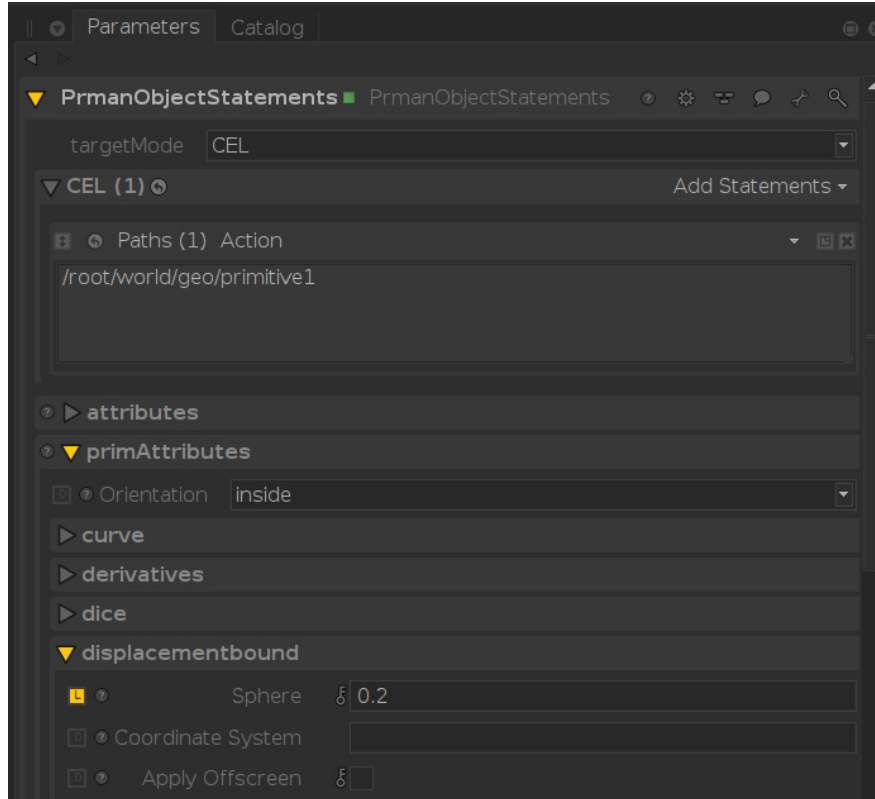 Parameters Catalog
PrmanObjectStatements PrmanObjectStatements
targetMode CEL
CEL (1) Add Statements
Paths (1) Action
/root/world/geo/primitive1
attributes
primAttributes
D Orientation inside
curve
derivatives
dice
displacementbound
L Sphere 0.2
D Coordinate System
D Apply Offscreen